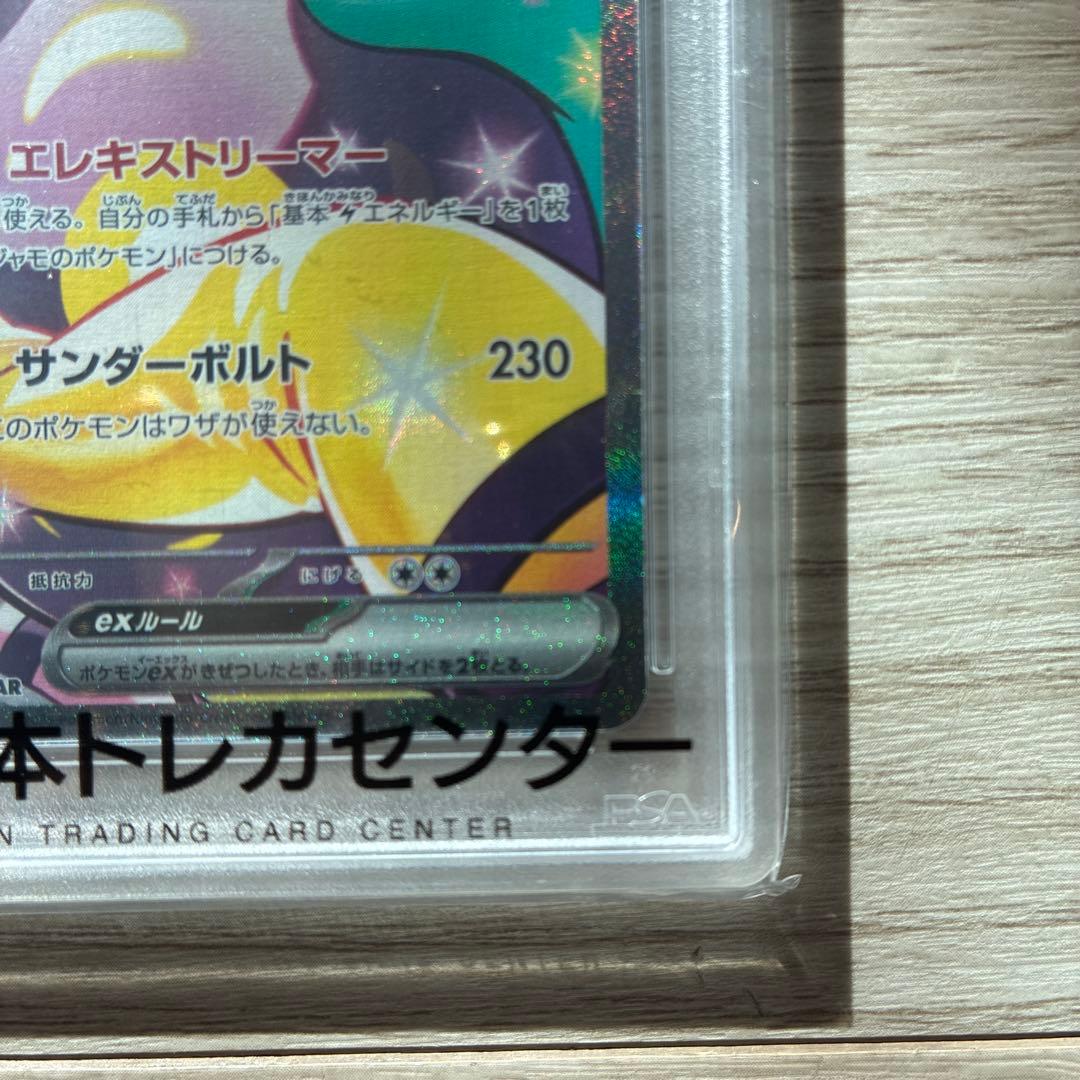 エレキストリーマー
使える。自分の手札から「基本エネルギー」を1枚
ジャモのポケモン」につける。
サンダーボルト 230
このポケモンはワザが使えない。
抵抗力 にげる
exルール
ポケモンexがきぜつしたとき、相手はサイドを2枚とる。
AR
本トレカセンター
N TRADING CARD CENTER
PSA